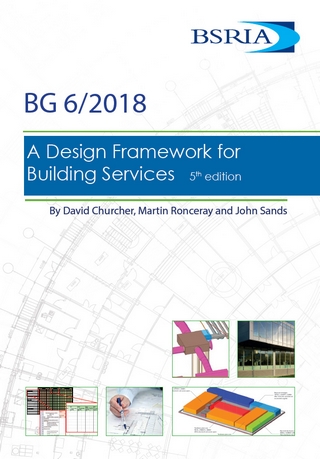 BSRIA
BG 6/2018
A Design Framework for
Building Services 5th edition
By David Churcher, Martin Ronceray and John Sands